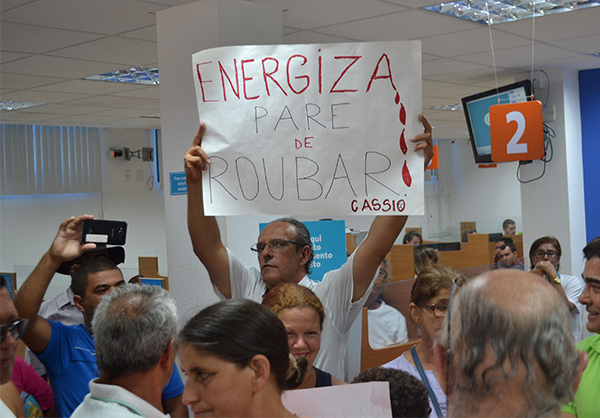 ENERGIZA
PARE
DE
ROUBAR!
CASSIO
2